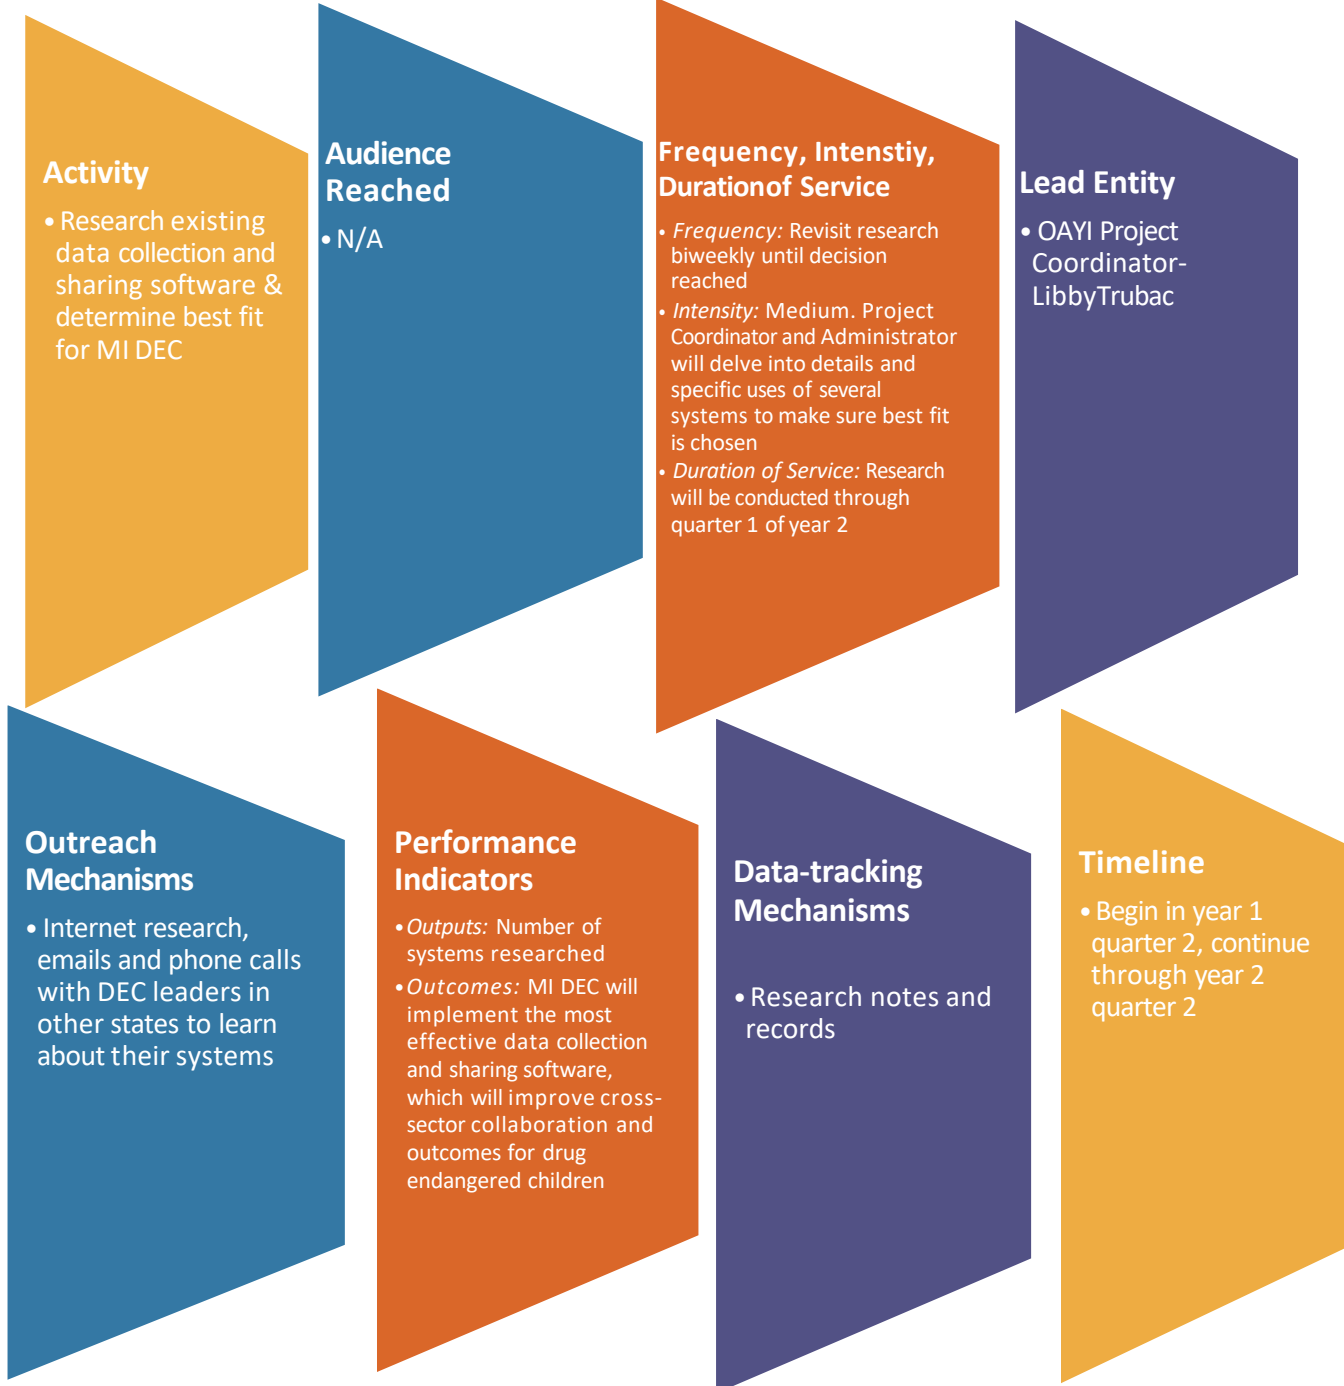 Activity
• Research existing
data collection and
sharing software &
determine best fit
for MI DEC
Audience
Reached
• N/A
Frequency, Intenstiy,
Durationof Service
• Frequency: Revisit research
biweekly until decision
reached
• Intensity: Medium. Project
Coordinator and Administrator
will delve into details and
specific uses of several
systems to make sure best fit
is chosen
• Duration of Service: Research
will be conducted through
quarter 1 of year 2
Lead Entity
• OAYI Project
Coordinator-
LibbyTrubac
Outreach
Mechanisms
• Internet research,
emails and phone calls
with DEC leaders in
other states to learn
about their systems
Performance
Indicators
• Outputs: Number of
systems researched
• Outcomes: MI DEC will
implement the most
effective data collection
and sharing software,
which will improve cross-
sector collaboration and
outcomes for drug
endangered children
Data-tracking
Mechanisms
• Research notes and
records
Timeline
• Begin in year 1
quarter 2, continue
through year 2
quarter 2